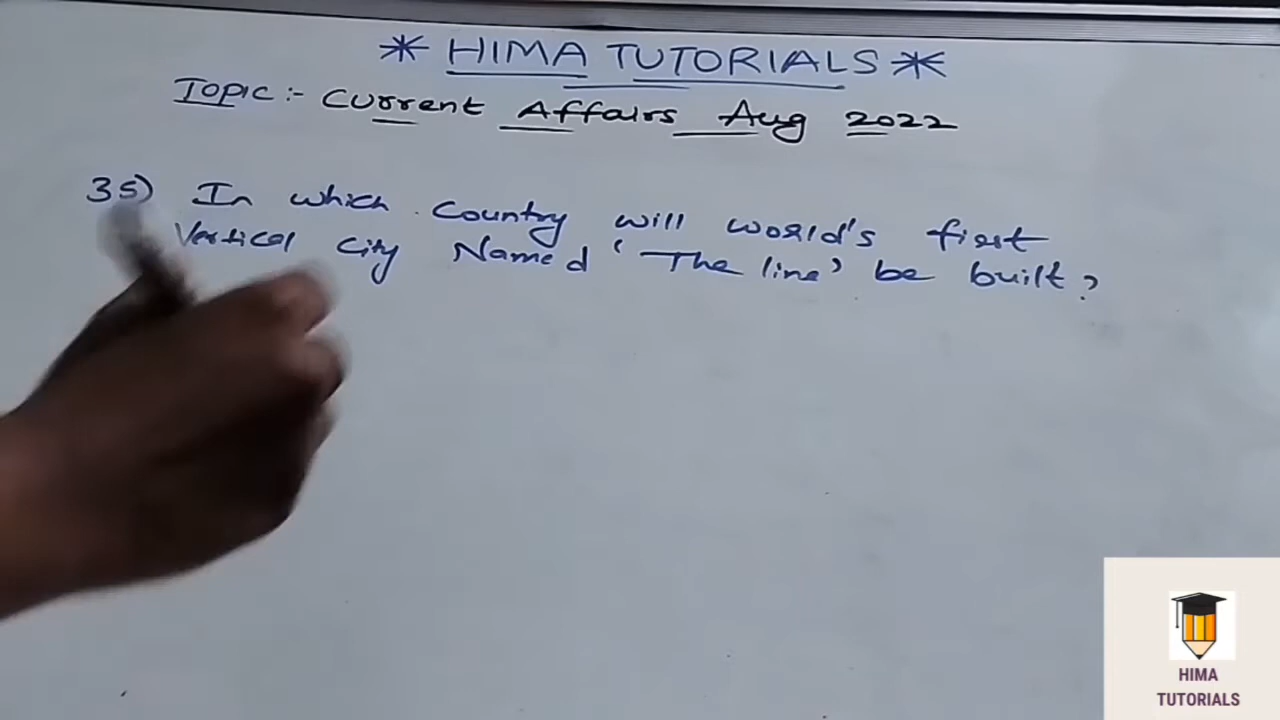 * HIMA TUTORIALS *
Topic:- Current Affairs Aug 2022
35) In which Country will world's first
Vertical City Named 'The line' be built?
HIMA
TUTORIALS